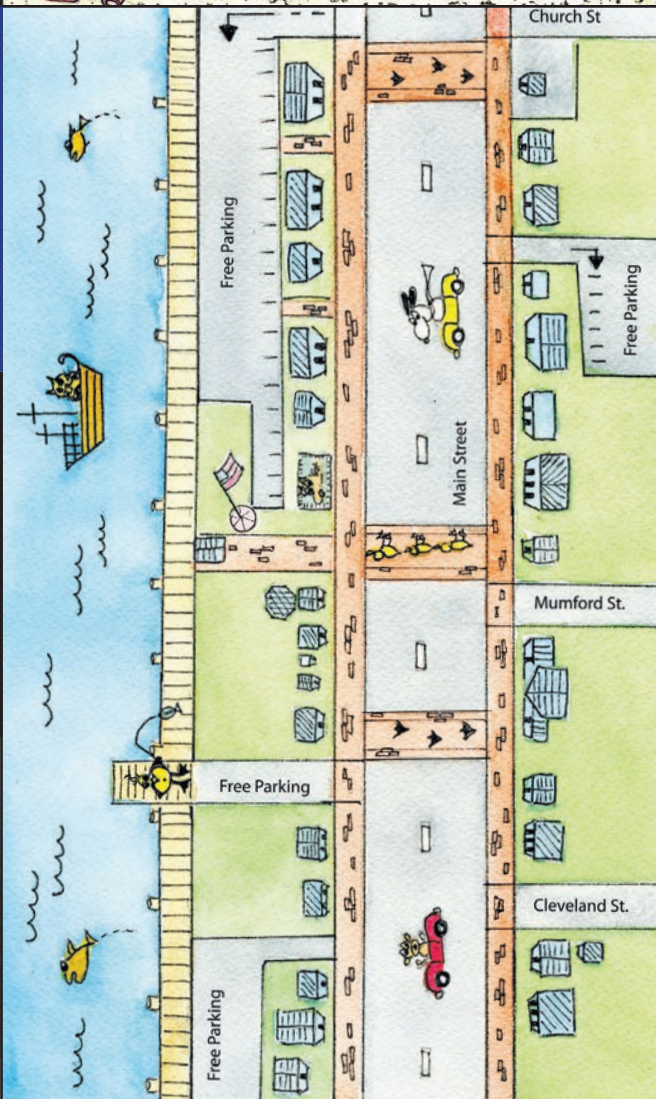 Church St
Free Parking
Free Parking
Main Street
Mumford St.
Free Parking
Cleveland St.
Free Parking